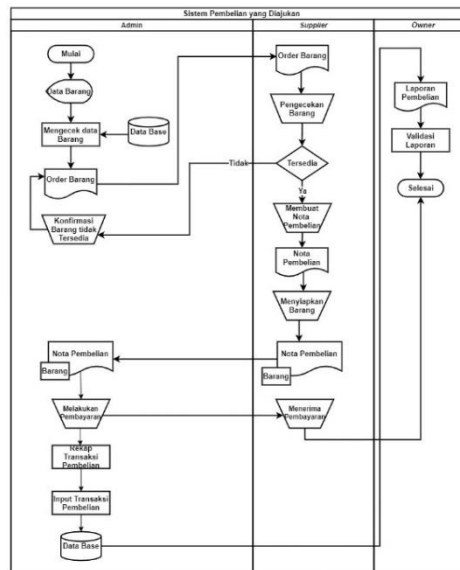 Sistem Pembelian yang Diajukan
Admin
Supplier
Owner
Mulai
Data Barang
Mengecek data
Barang
Data Base
Order Barang
Konfirmasi
Barang tidak
Tersedia
Tidak
Order Barang
Pengecekan
Barang
Tersedia
Ya
Membuat
Nota
Pembelian
Nota
Pembelian
Menyiapkan
Barang
Nota Pembelian
Barang
Laporan
Pembelian
Validasi
Laporan
Selesai
Nota Pembelian
Barang
Melakukan
Pembayaran
Menerima
Pembayaran
Rekap
Transaksi
Pembelian
Input Transaksi
Pembelian
Data Base